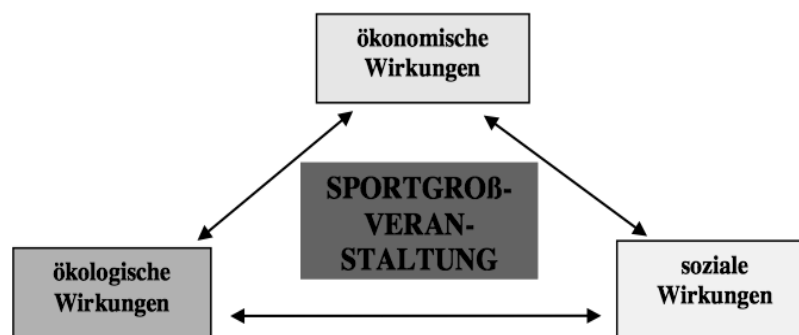 ökonomische
Wirkungen
SPORTGROß-
VERAN-
STALTUNG
ökologische
Wirkungen
soziale
Wirkungen